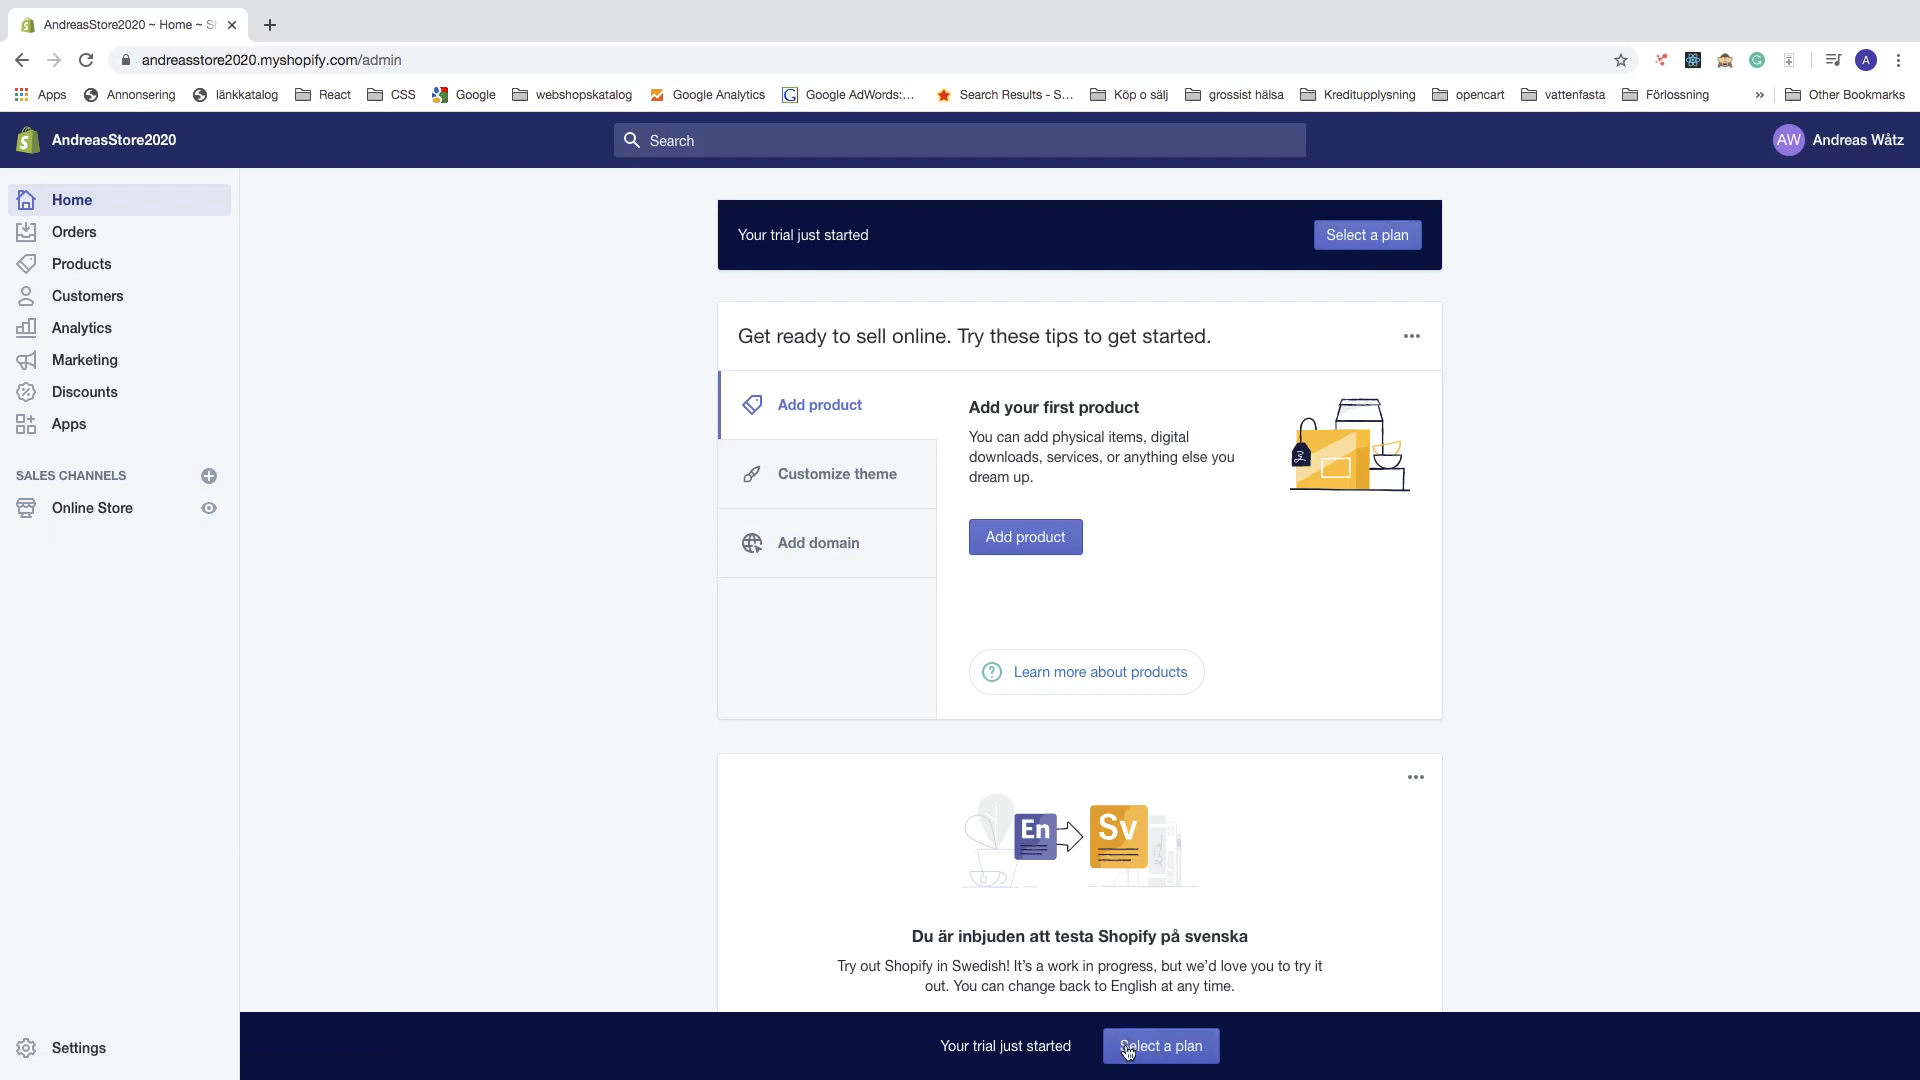 AndreasStore2020 ~ Home ~ Sh
andreasstore2020.myshopify.com/admin
A
Apps
Annonsering
länkkatalog
React
CSS
Google
webshopskatalog
Google Analytics
Google AdWords:...
Search Results - S...
Köp o sälj
grossist hälsa
Kreditupplysning
opencart
vattenfasta
Förlossning
»
Other Bookmarks
AndreasStore2020
Search
AW
Andreas Wåtz
Home
Orders
Products
Customers
Analytics
Marketing
Discounts
Apps
SALES CHANNELS
Online Store
Settings
Your trial just started
Select a plan
Get ready to sell online. Try these tips to get started.
Add product
Customize theme
Add domain
Add your first product
You can add physical items, digital
downloads, services, or anything else you
dream up.
Add product
Learn more about products
En
Sv
Du är inbjuden att testa Shopify på svenska
Try out Shopify in Swedish! It's a work in progress, but we'd love you to try it
out. You can change back to English at any time.
Your trial just started
Select a plan